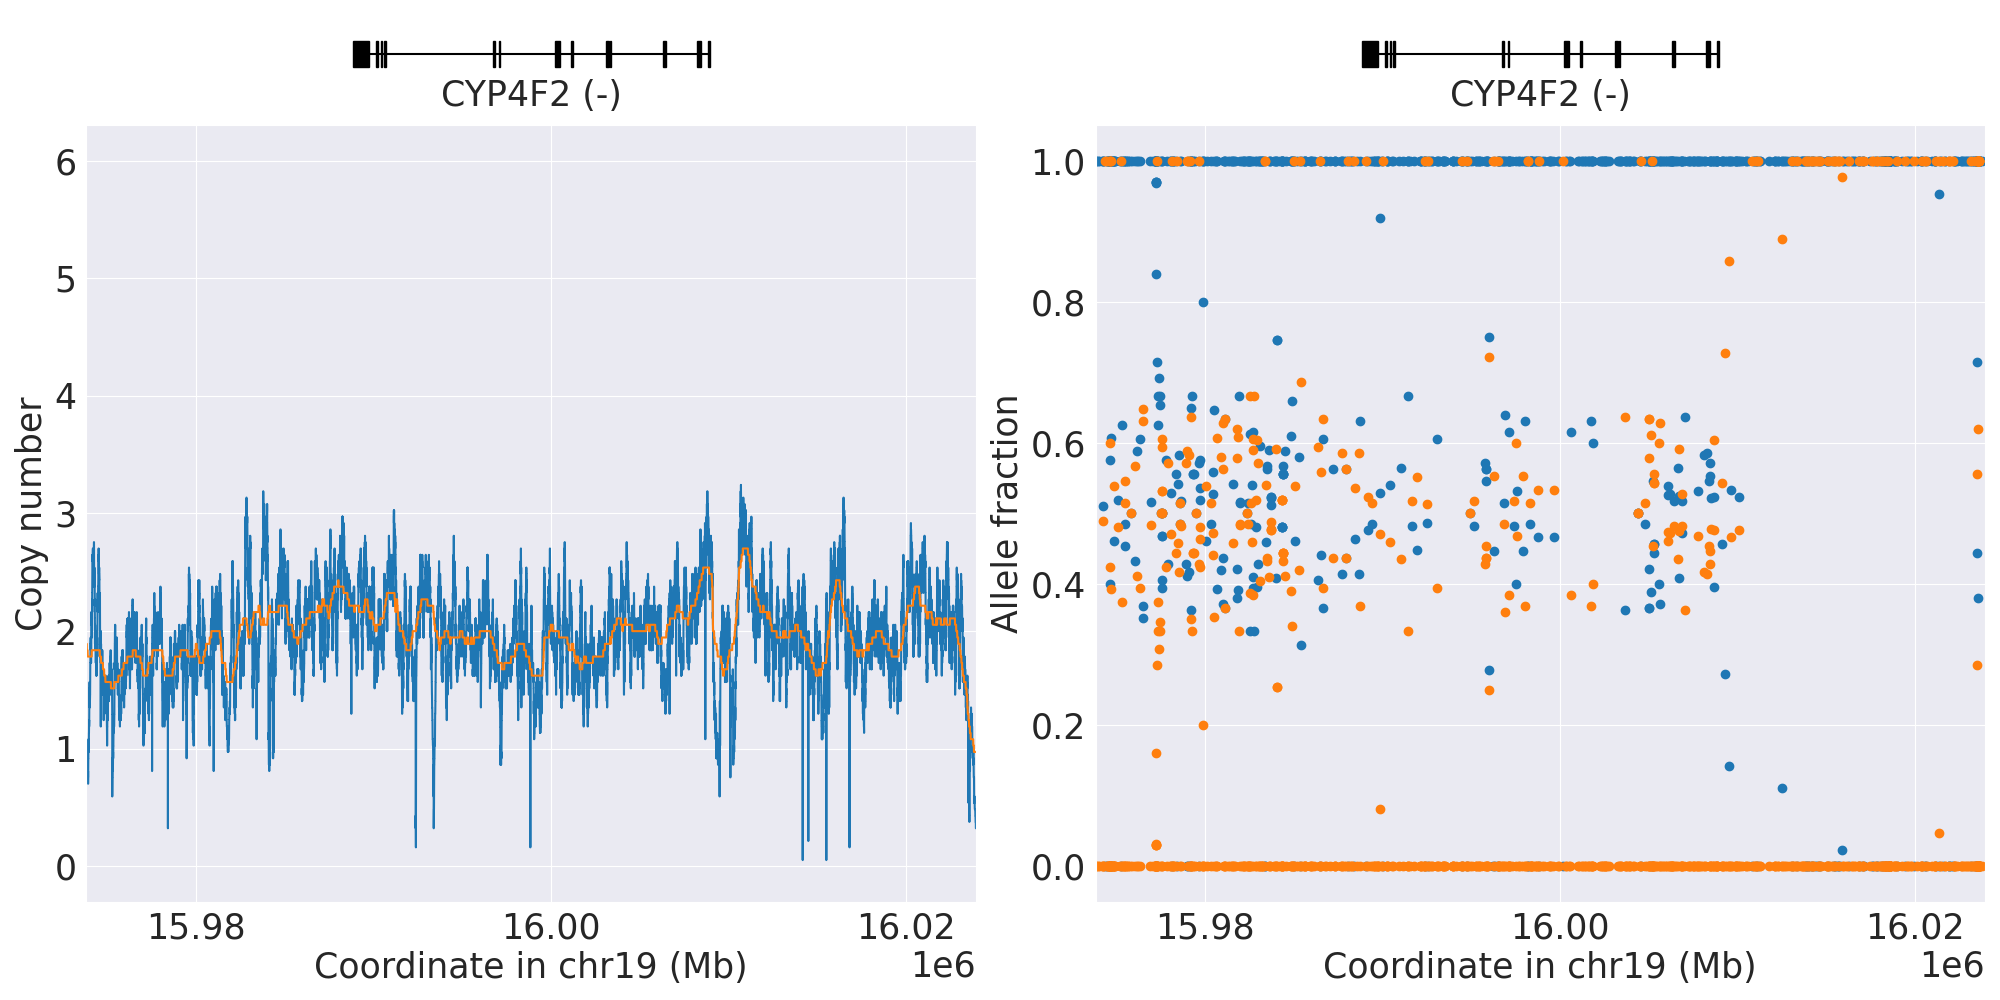 CYP4F2 (-)
6
5
4
3
2
1
0
Copy number
15.98
16.00
16.02
Coordinate in chr19 (Mb)
1e6
CYP4F2 (-)
1.0
0.8
0.6
0.4
0.2
0.0
Allele fraction
15.98
16.00
16.02
Coordinate in chr19 (Mb)
1e6